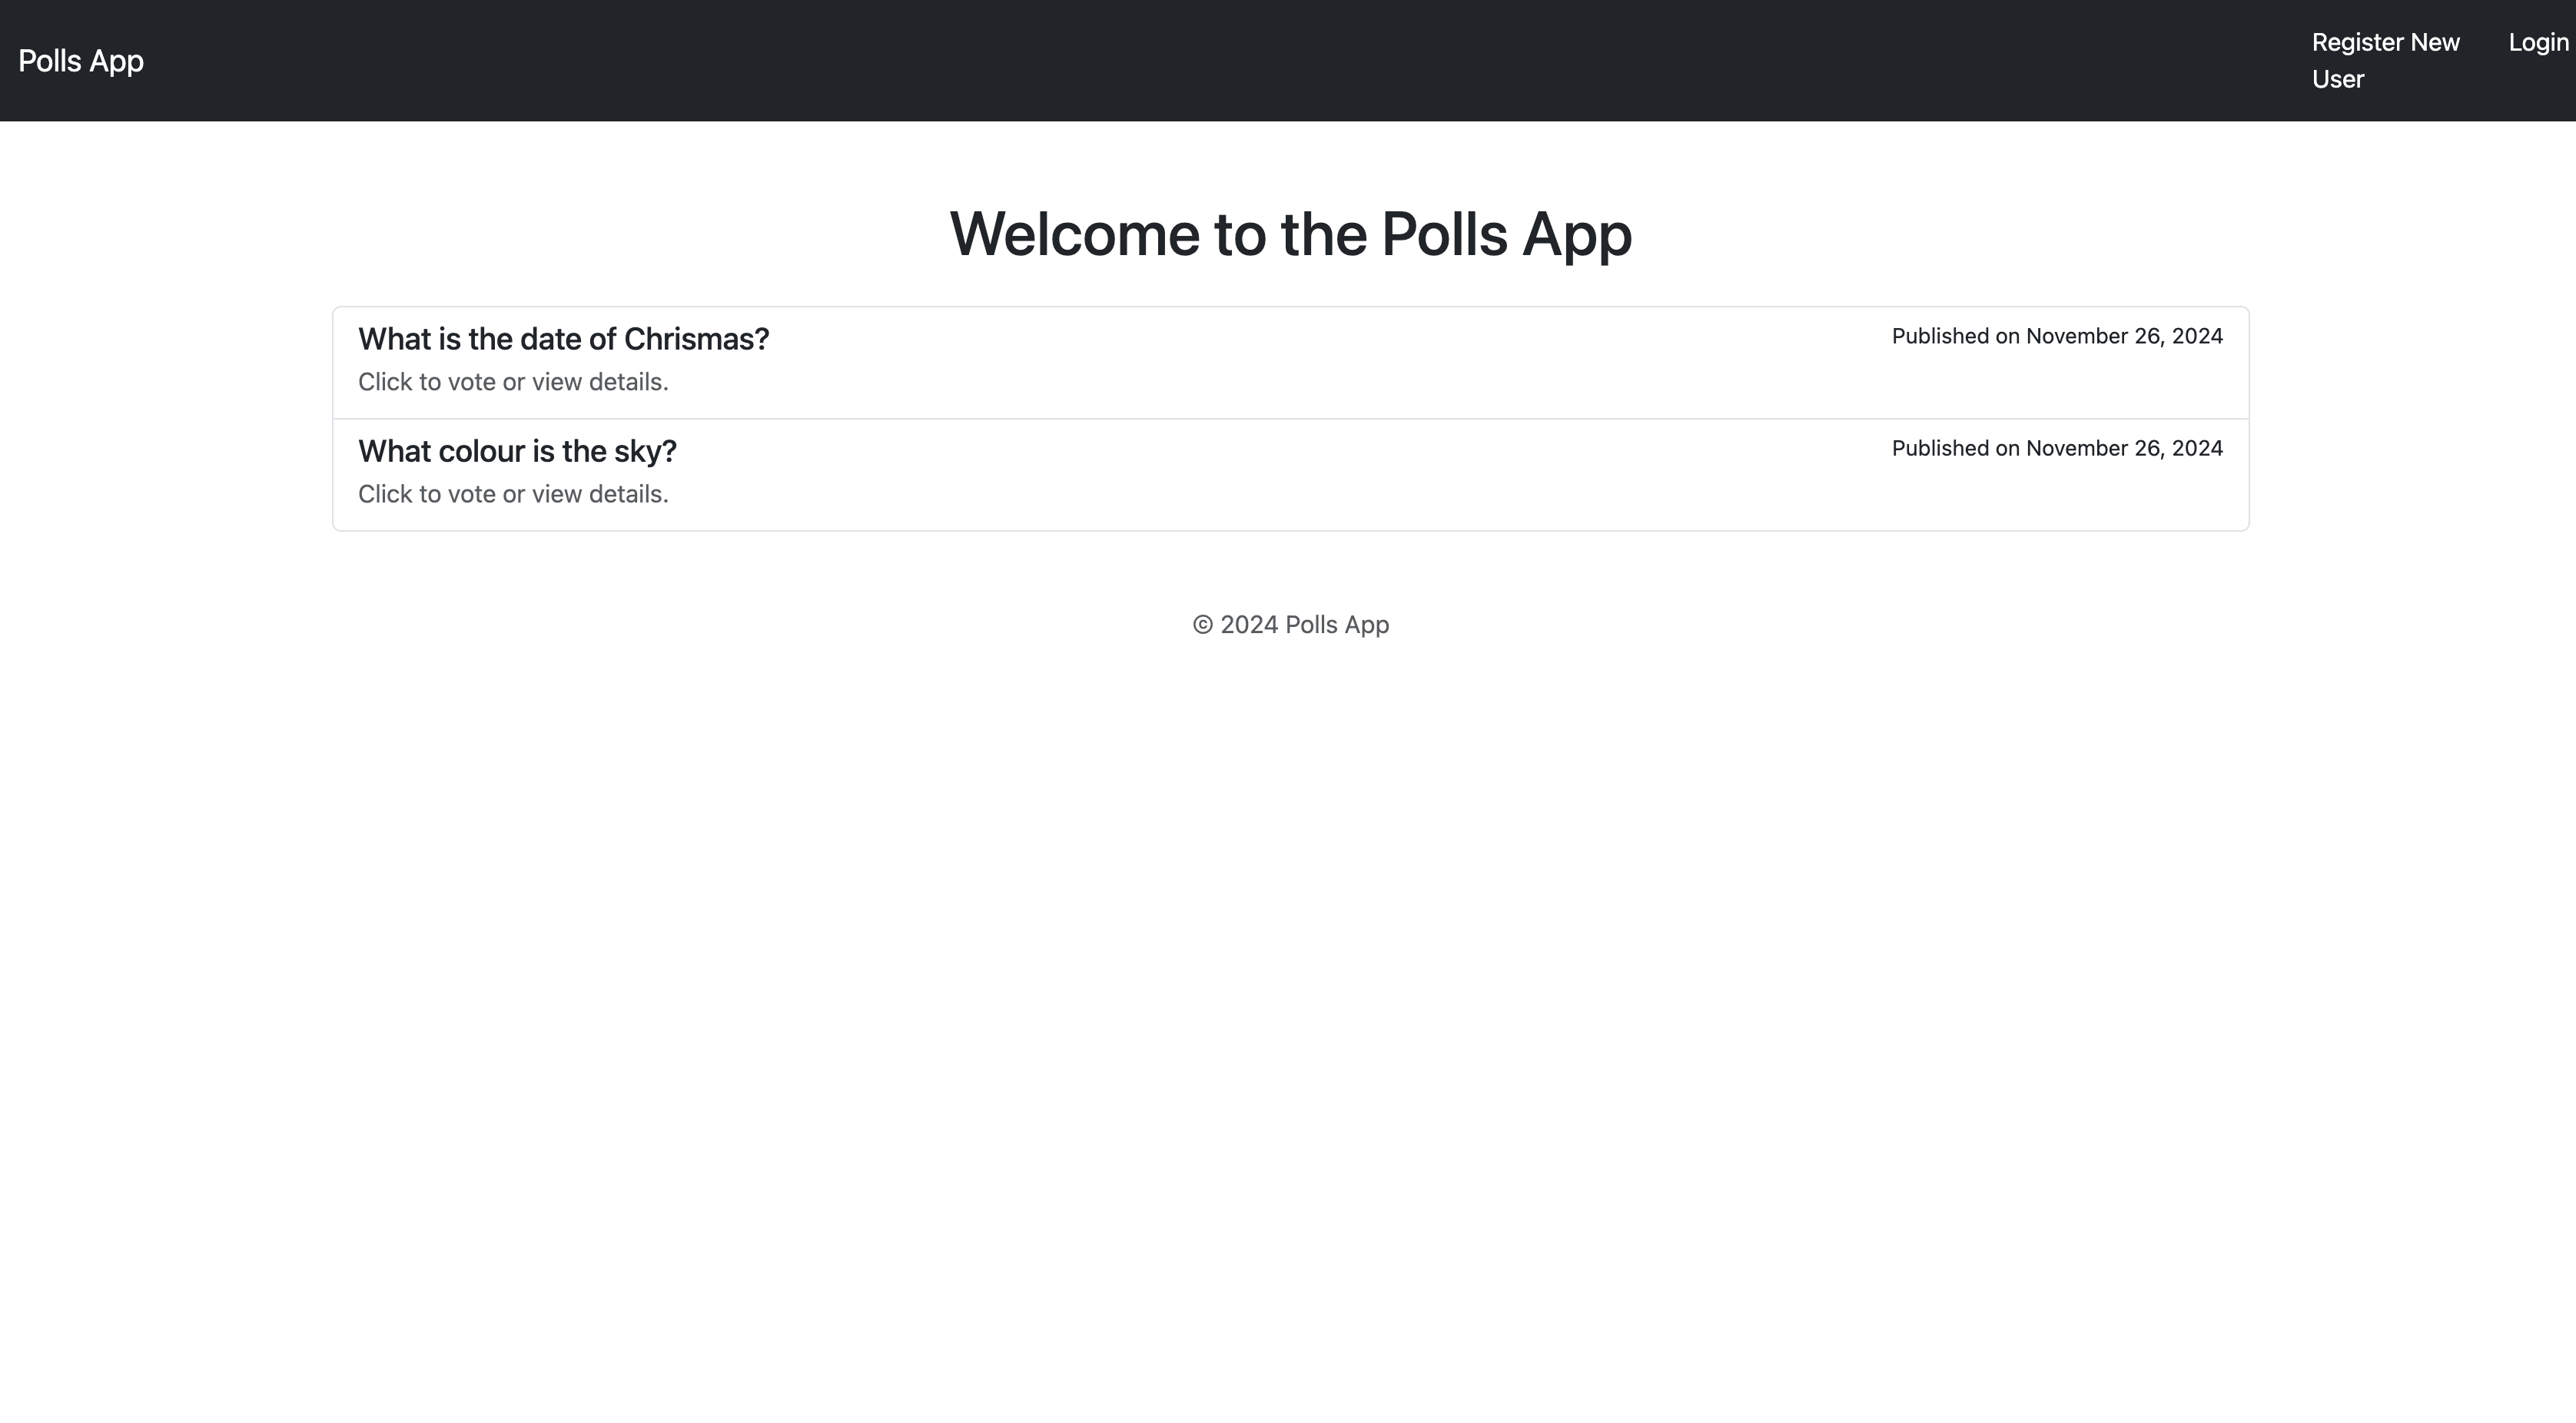 Polls App
Register New
User
Login
Welcome to the Polls App
What is the date of Chrismas?
Published on November 26, 2024
Click to vote or view details.
What colour is the sky?
Published on November 26, 2024
Click to vote or view details.
© 2024 Polls App